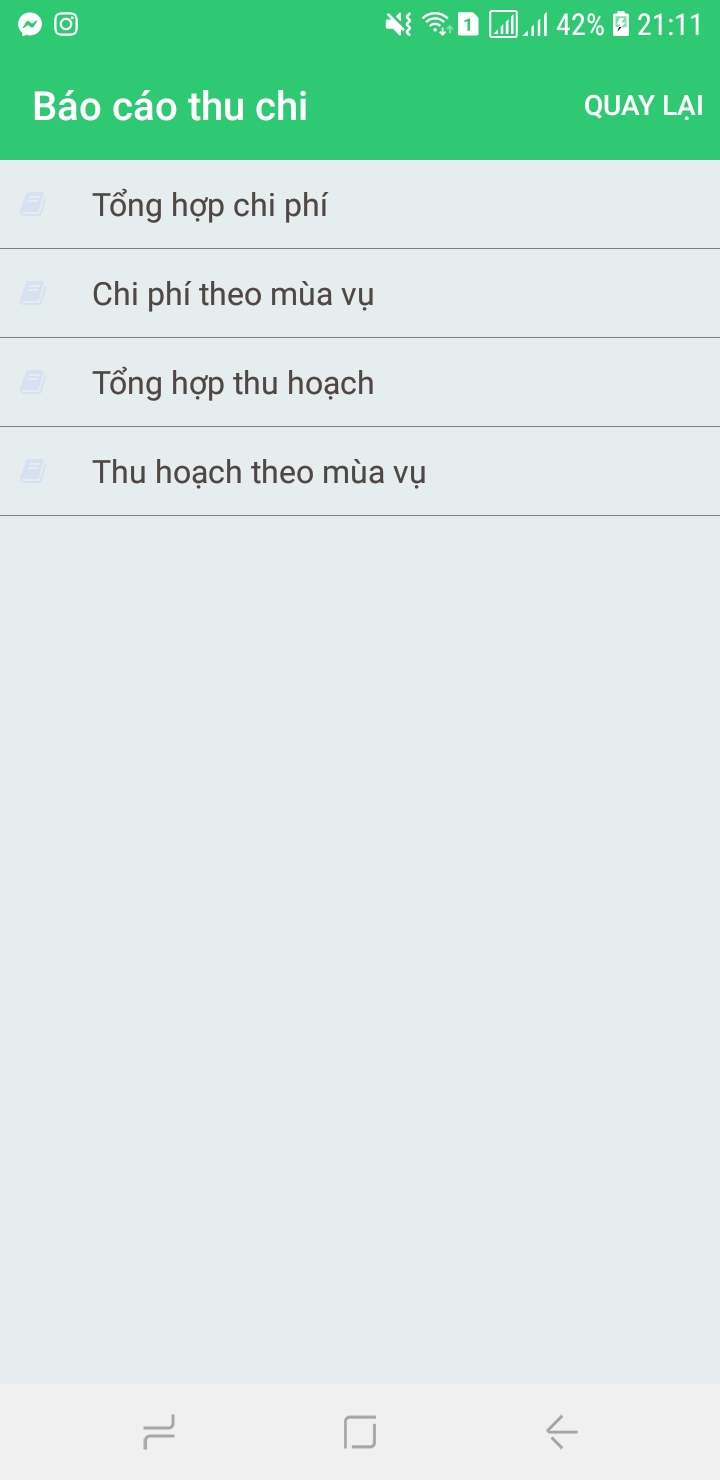 1 42% 21:11
Báo cáo thu chi QUAY LẠI
Tổng hợp chi phí
Chi phí theo mùa vụ
Tổng hợp thu hoạch
Thu hoạch theo mùa vụ